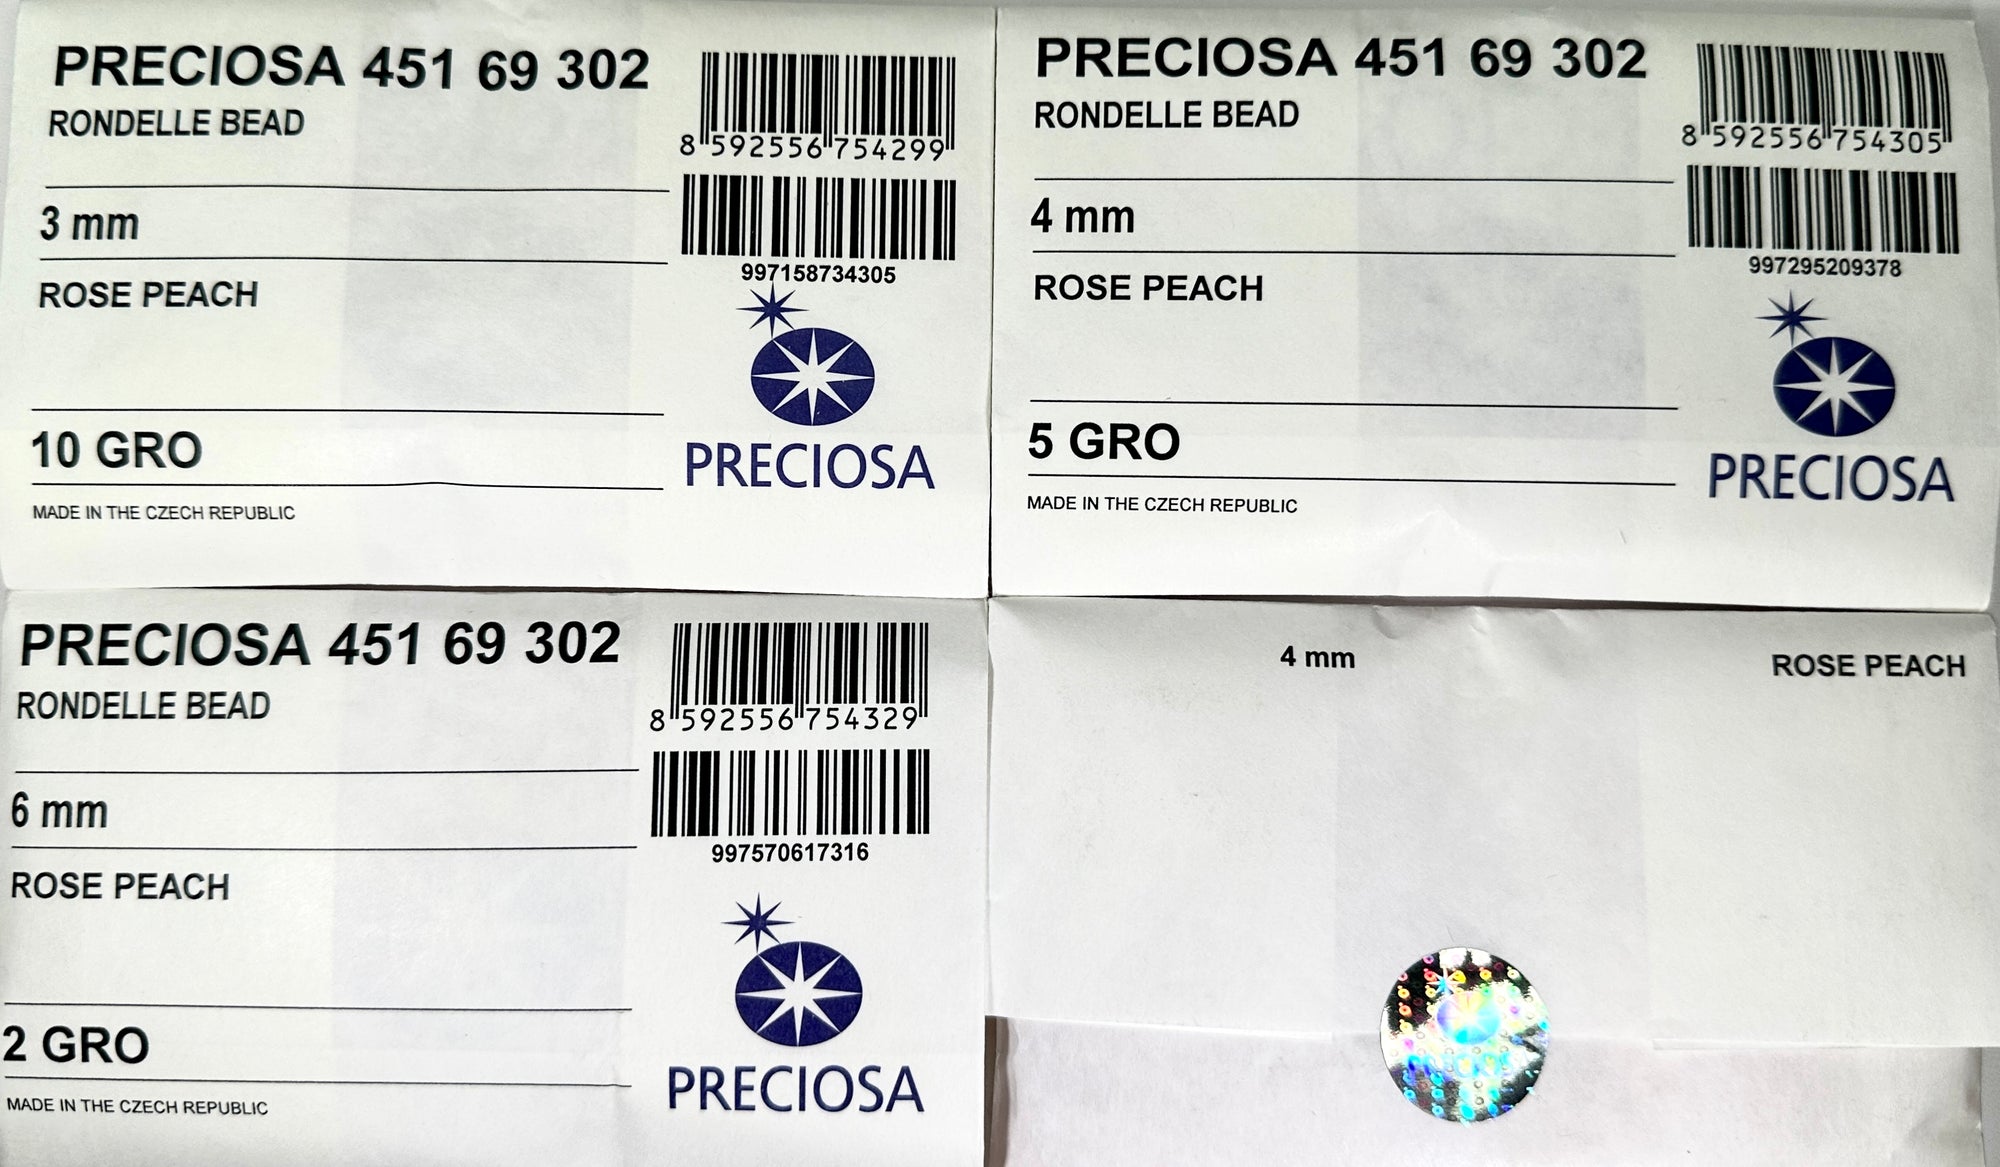 PRECIOSA 451 69 302
RONDELLE BEAD
8 592556 754299
3 mm
997158734305
ROSE PEACH
10 GRO
PRECIOSA
MADE IN THE CZECH REPUBLIC
PRECIOSA 451 69 302
RONDELLE BEAD
8 592556 754305
4 mm
997295209378
ROSE PEACH
5 GRO
PRECIOSA
MADE IN THE CZECH REPUBLIC
PRECIOSA 451 69 302
RONDELLE BEAD
8 592556 754329
6 mm
997570617316
ROSE PEACH
2 GRO
PRECIOSA
MADE IN THE CZECH REPUBLIC
4 mm ROSE PEACH